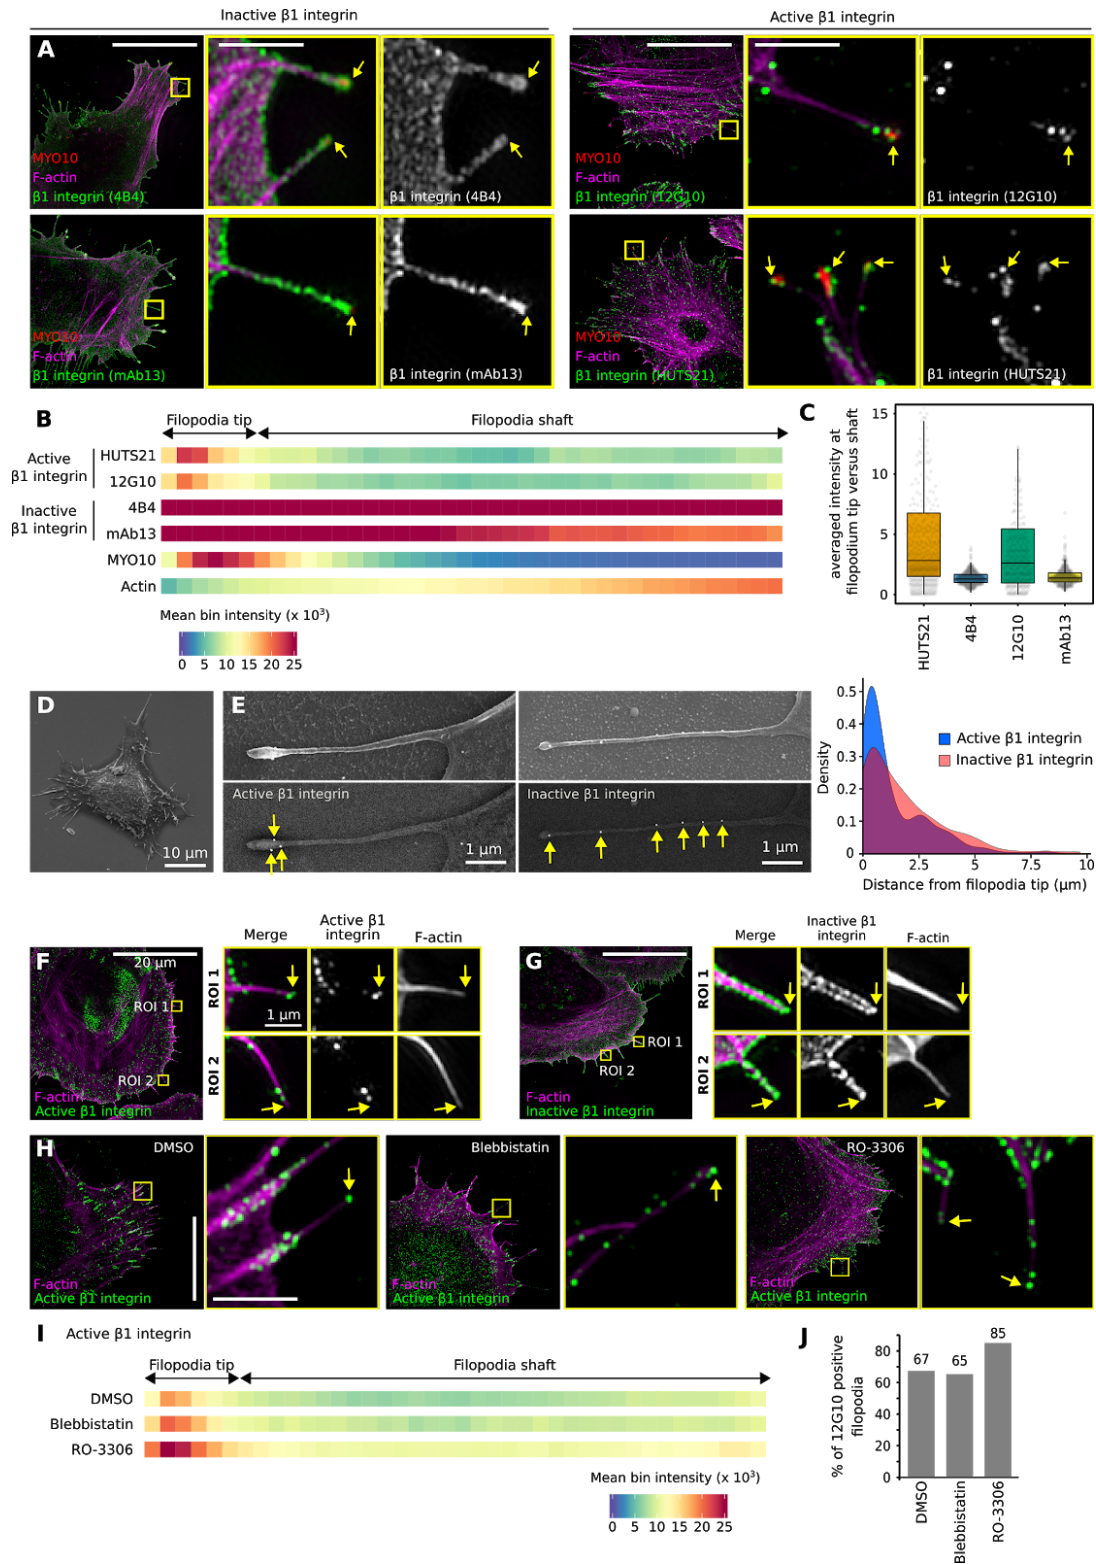 Inactive β1 integrin
Active β1 integrin
A
MYO10
F-actin
β1 integrin (4B4)
β1 integrin (4B4)
MYO10
F-actin
β1 integrin (12G10)
β1 integrin (12G10)
MYO10
F-actin
β1 integrin (mAb13)
β1 integrin (mAb13)
MYO10
F-actin
β1 integrin (HUTS21)
β1 integrin (HUTS21)
B
Filopodia tip
Filopodia shaft
Active
β1 integrin
HUTS21
12G10
Inactive
β1 integrin
4B4
mAb13
MYO10
Actin
Mean bin intensity (x 10³)
0 5 10 15 20 25
C
averaged intensity at
filopodium tip versus shaft
15
10
5
0
HUTS21
4B4
12G10
mAb13
D
10 µm
E
Active β1 integrin
1 µm
Inactive β1 integrin
1 µm
Density
0.5
0.4
0.3
0.2
0.1
0
Active β1 integrin
Inactive β1 integrin
0 2.5 5 7.5 10
Distance from filopodia tip (µm)
F
20 µm
ROI 1
ROI 2
F-actin
Active β1 integrin
Merge
Active β1
integrin
F-actin
ROI 1
1 µm
ROI 2
G
ROI 1
ROI 2
F-actin
Inactive β1 integrin
Merge
Inactive β1
integrin
F-actin
ROI 1
ROI 2
H
DMSO
F-actin
Active β1 integrin
Blebbistatin
F-actin
Active β1 integrin
RO-3306
F-actin
Active β1 integrin
I
Active β1 integrin
Filopodia tip
Filopodia shaft
DMSO
Blebbistatin
RO-3306
Mean bin intensity (x 10³)
0 5 10 15 20 25
J
% of 12G10 positive
filopodia
80
60
40
20
0
67
65
85
DMSO
Blebbistatin
RO-3306